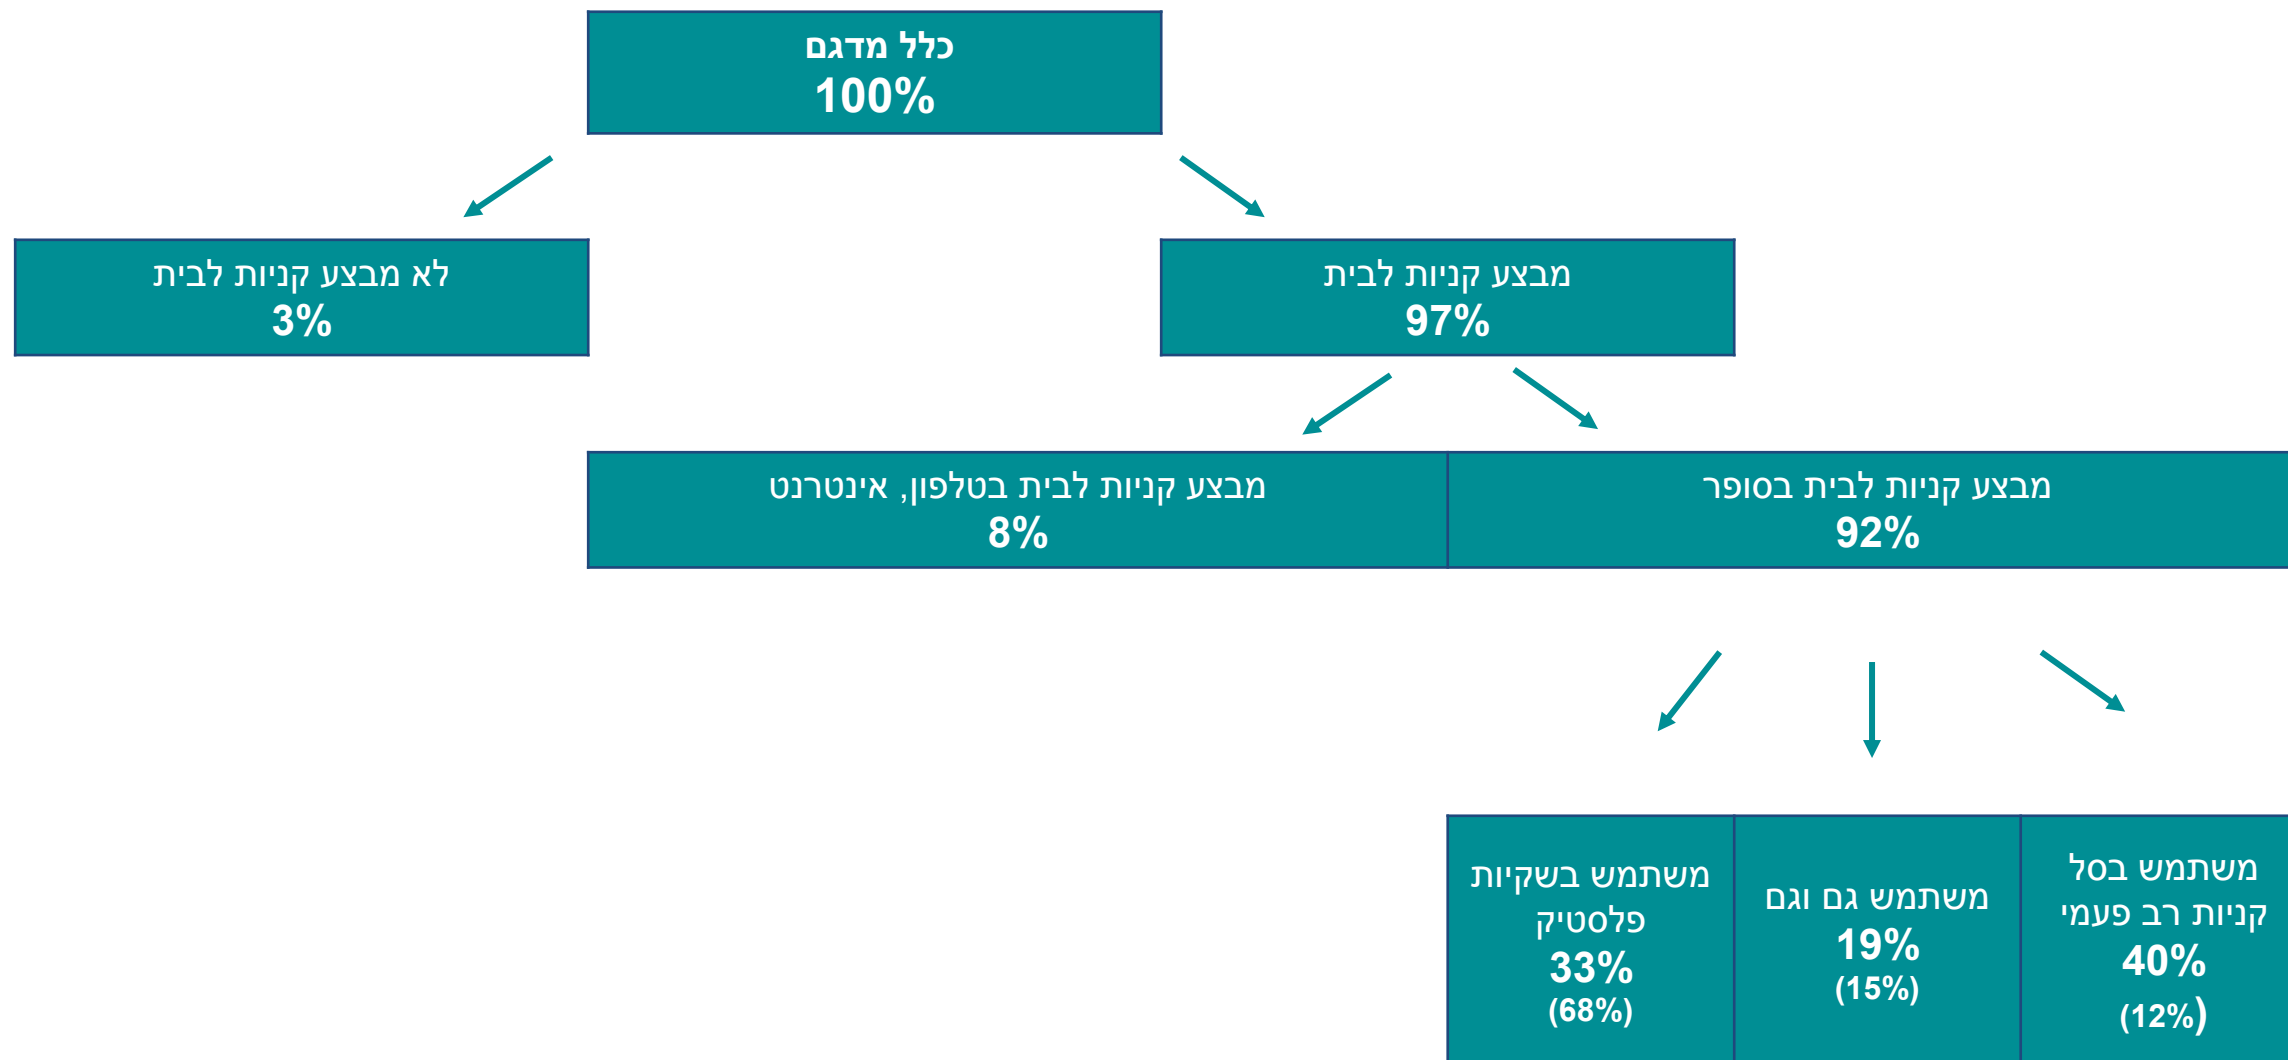 כלל מדגם
100%
מבצע קניות לבית
97%
לא מבצע קניות לבית
3%
מבצע קניות לבית בסופר
92%
מבצע קניות לבית בטלפון, אינטרנט
8%
משתמש בסל
קניות רב פעמי
40%
(12%)
משתמש גם וגם
19%
(15%)
משתמש בשקיות
פלסטיק
33%
(68%)